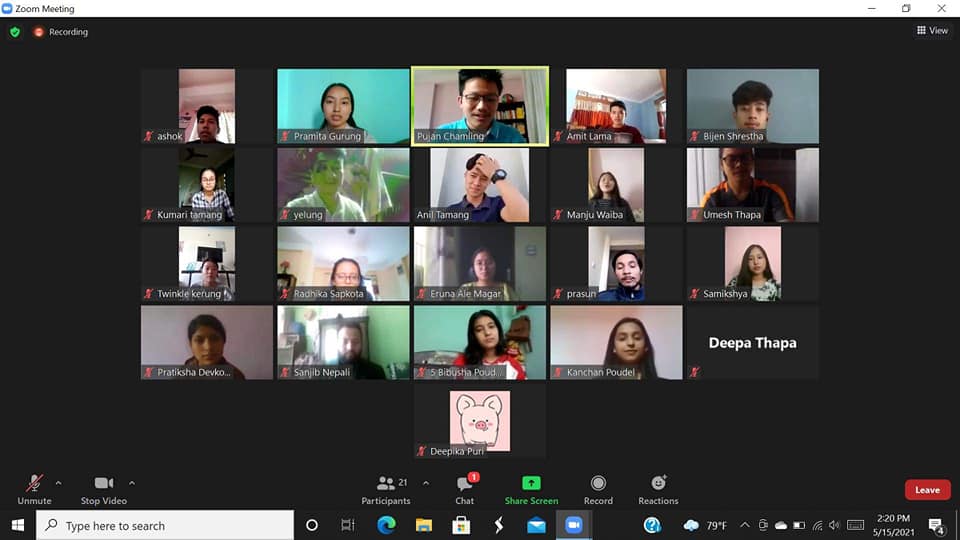 Zoom Meeting
Recording
View
ashok
Pramita Gurung
Pujan Chamling
Amit Lama
Bijen Shrestha
Kumari tamang
yelung
Anil Tamang
Manju Waiba
Umesh Thapa
Twinkle kerung
Radhika Sapkota
Eruna Ale Magar
prasun
Samikshya
Pratiksha Devko...
Sanjib Nepali
5 Bibusha Poud...
Kanchan Poudel
Deepa Thapa
Deepika Puri
Unmute
Stop Video
Participants
21
Chat
1
Share Screen
Record
Reactions
Leave
Type here to search
79°F
2:20 PM
5/15/2021
4